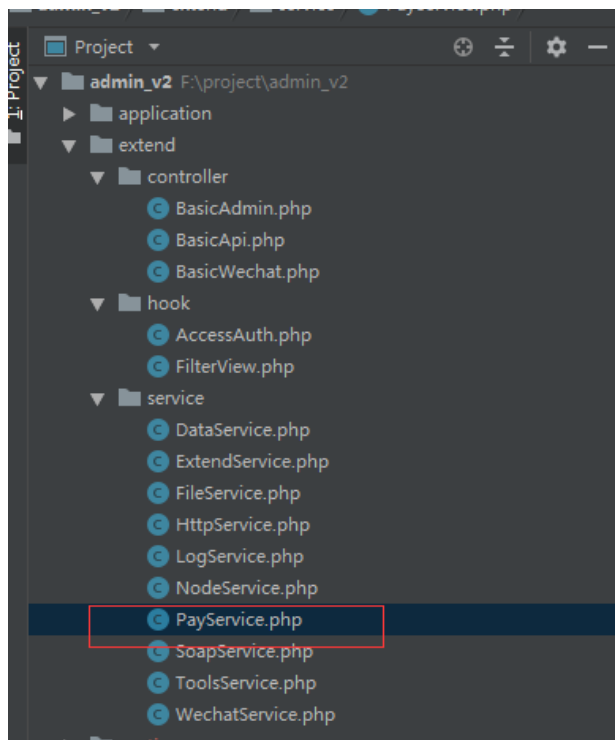 1: Project
Project
admin_v2 F:\project\admin_v2
application
extend
controller
BasicAdmin.php
BasicApi.php
BasicWechat.php
hook
AccessAuth.php
FilterView.php
service
DataService.php
ExtendService.php
FileService.php
HttpService.php
LogService.php
NodeService.php
PayService.php
SoapService.php
ToolsService.php
WechatService.php